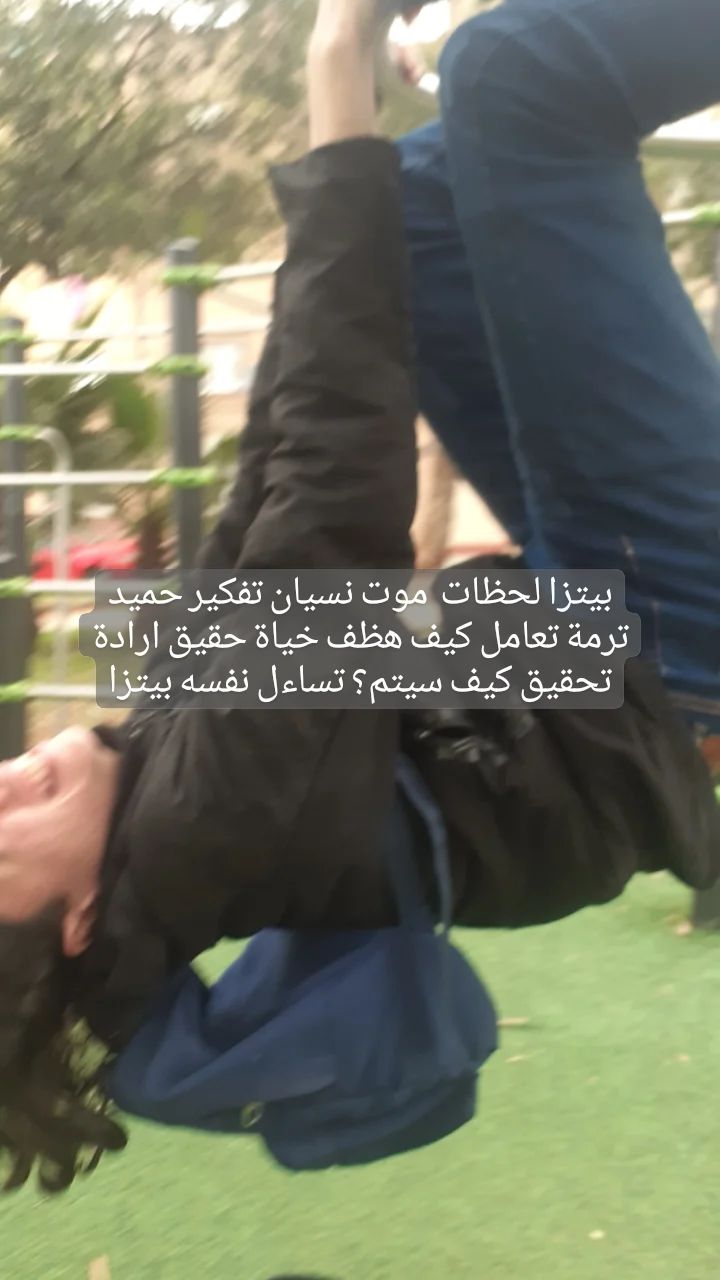 بيتزا لحظات موت نسيان تفكير حميد
ترمة تعامل كيف هظف خياة حقيق ارادة
تحقيق كيف سيتم؟ تساءل نفسه بيتزا